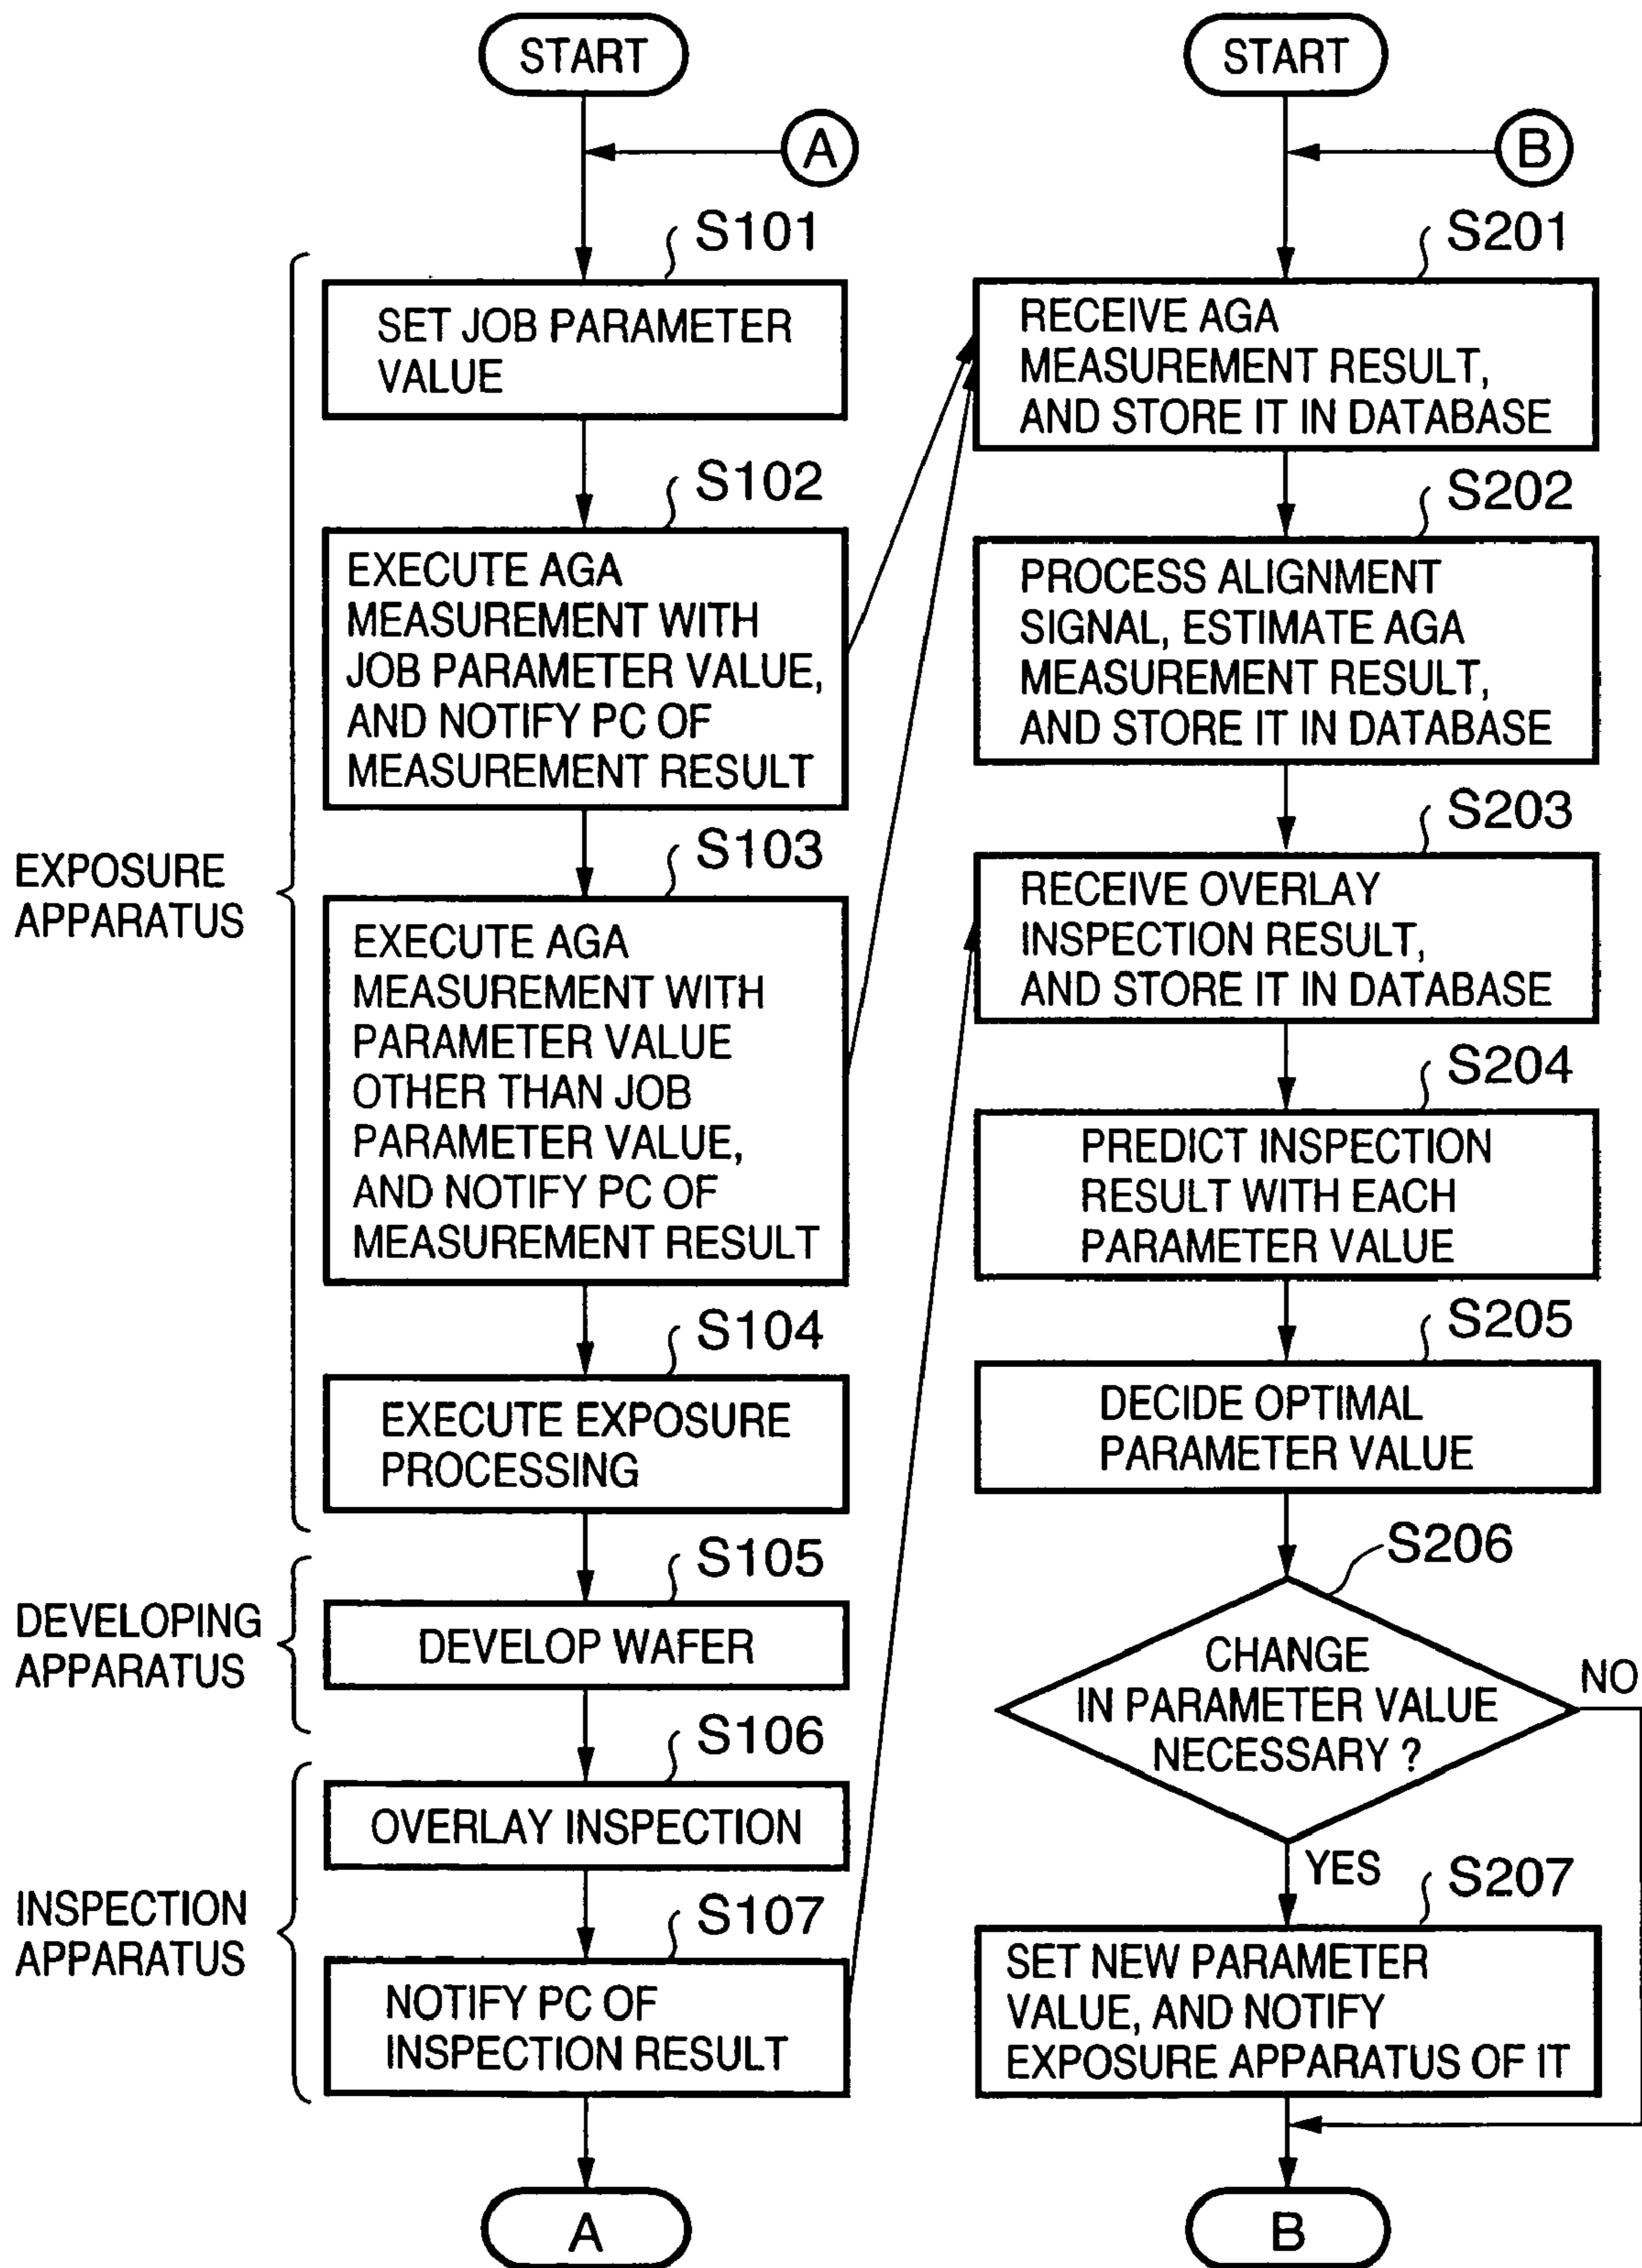 START
A
S101
SET JOB PARAMETER
VALUE
S102
EXECUTE AGA
MEASUREMENT WITH
JOB PARAMETER VALUE,
AND NOTIFY PC OF
MEASUREMENT RESULT
S103
EXPOSURE
APPARATUS
EXECUTE AGA
MEASUREMENT WITH
PARAMETER VALUE
OTHER THAN JOB
PARAMETER VALUE,
AND NOTIFY PC OF
MEASUREMENT RESULT
S104
EXECUTE EXPOSURE
PROCESSING
S105
DEVELOPING
APPARATUS
DEVELOP WAFER
S106
OVERLAY INSPECTION
INSPECTION
APPARATUS
S107
NOTIFY PC OF
INSPECTION RESULT
A
START
B
S201
RECEIVE AGA
MEASUREMENT RESULT,
AND STORE IT IN DATABASE
S202
PROCESS ALIGNMENT
SIGNAL, ESTIMATE AGA
MEASUREMENT RESULT,
AND STORE IT IN DATABASE
S203
RECEIVE OVERLAY
INSPECTION RESULT,
AND STORE IT IN DATABASE
S204
PREDICT INSPECTION
RESULT WITH EACH
PARAMETER VALUE
S205
DECIDE OPTIMAL
PARAMETER VALUE
S206
CHANGE
IN PARAMETER VALUE
NECESSARY ?
NO
YES
S207
SET NEW PARAMETER
VALUE, AND NOTIFY
EXPOSURE APPARATUS OF IT
B